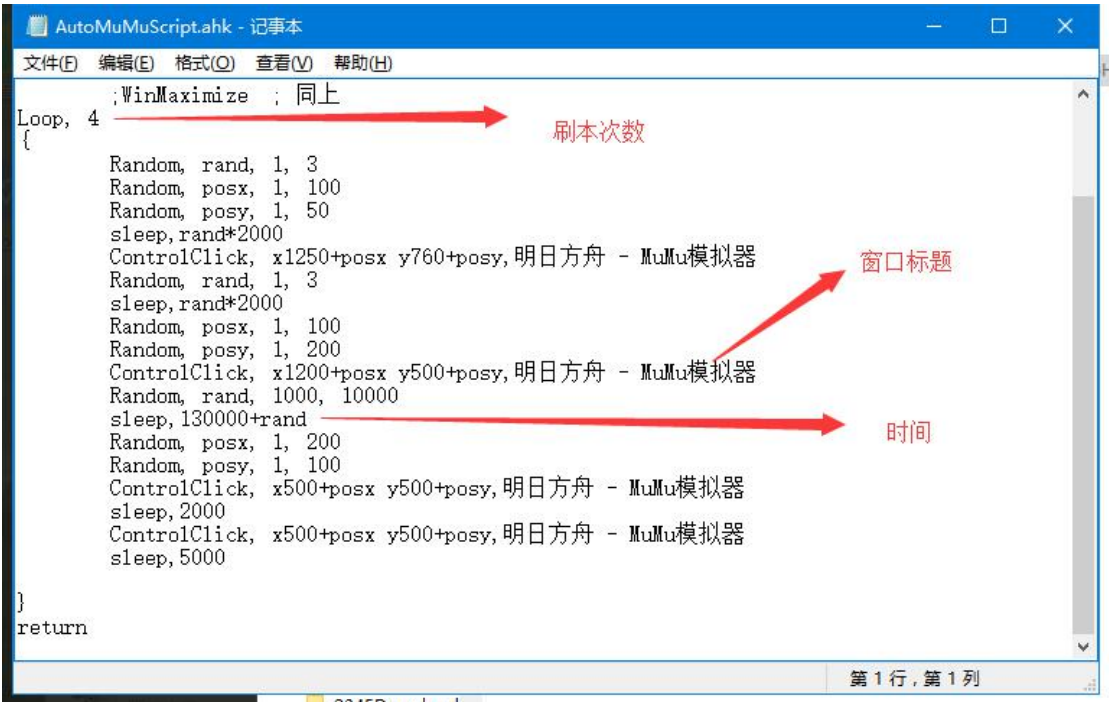 AutoMuMuScript.ahk - 记事本
文件(F) 编辑(E) 格式(O) 查看(V) 帮助(H)
;WinMaximize ; 同上
Loop, 4
刷本次数
{
Random, rand, 1, 3
Random, posx, 1, 100
Random, posy, 1, 50
sleep,rand*2000
ControlClick, x1250+posx y760+posy,明日方舟 - MuMu模拟器
窗口标题
Random, rand, 1, 3
sleep,rand*2000
Random, posx, 1, 100
Random, posy, 1, 200
ControlClick, x1200+posx y500+posy,明日方舟 - MuMu模拟器
Random, rand, 1000, 10000
sleep,130000+rand
时间
Random, posx, 1, 200
Random, posy, 1, 100
ControlClick, x500+posx y500+posy,明日方舟 - MuMu模拟器
sleep,2000
ControlClick, x500+posx y500+posy,明日方舟 - MuMu模拟器
sleep,5000
}
return
第1行,第1列